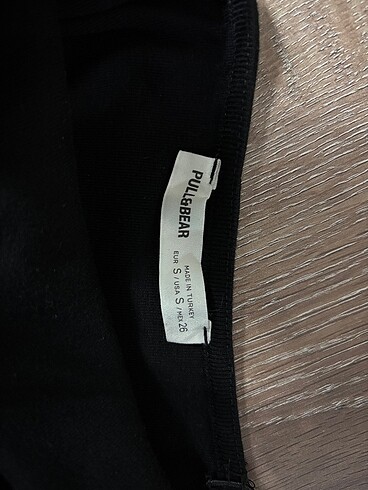 PULL&BEAR
MADE IN TURKEY
EUR S / USA S / MEX 26